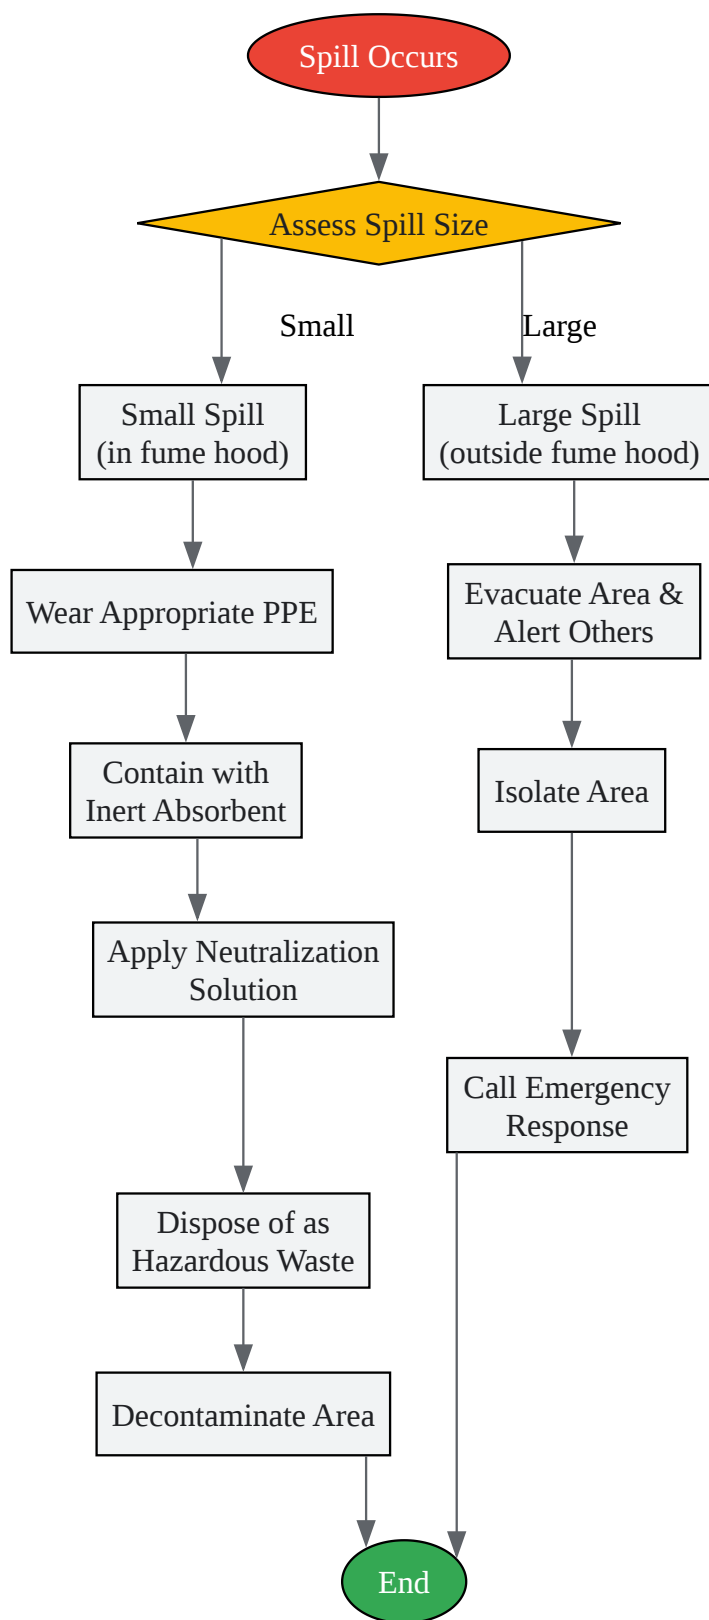 Spill Occurs
Assess Spill Size
Small
Large
Small Spill
(in fume hood)
Large Spill
(outside fume hood)
Wear Appropriate PPE
Evacuate Area &
Alert Others
Contain with
Inert Absorbent
Isolate Area
Apply Neutralization
Solution
Call Emergency
Response
Dispose of as
Hazardous Waste
Decontaminate Area
End